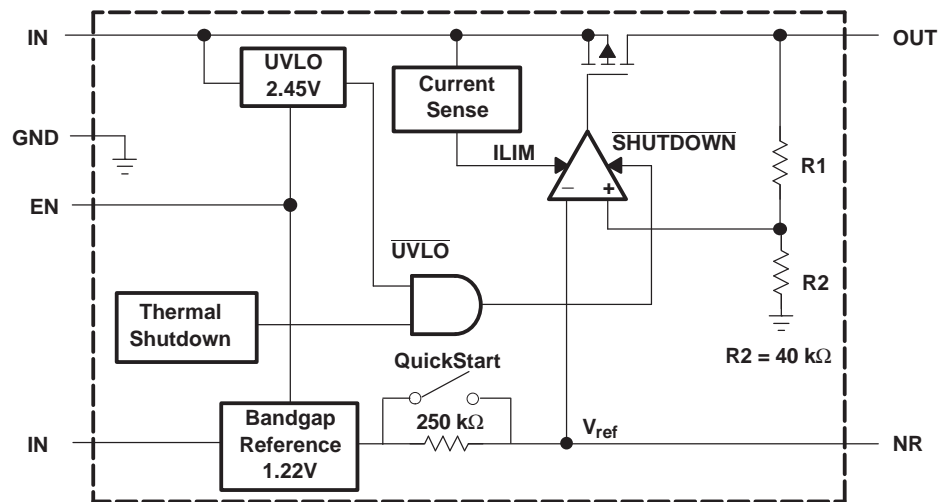 IN
OUT
UVLO
2.45V
Current
Sense
GND
SHUTDOWN
ILIM
R1
− +
EN
UVLO
R2
Thermal
Shutdown
R2 = 40 kΩ
QuickStart
250 kΩ
Bandgap
Reference
1.22V
Vref
IN
NR